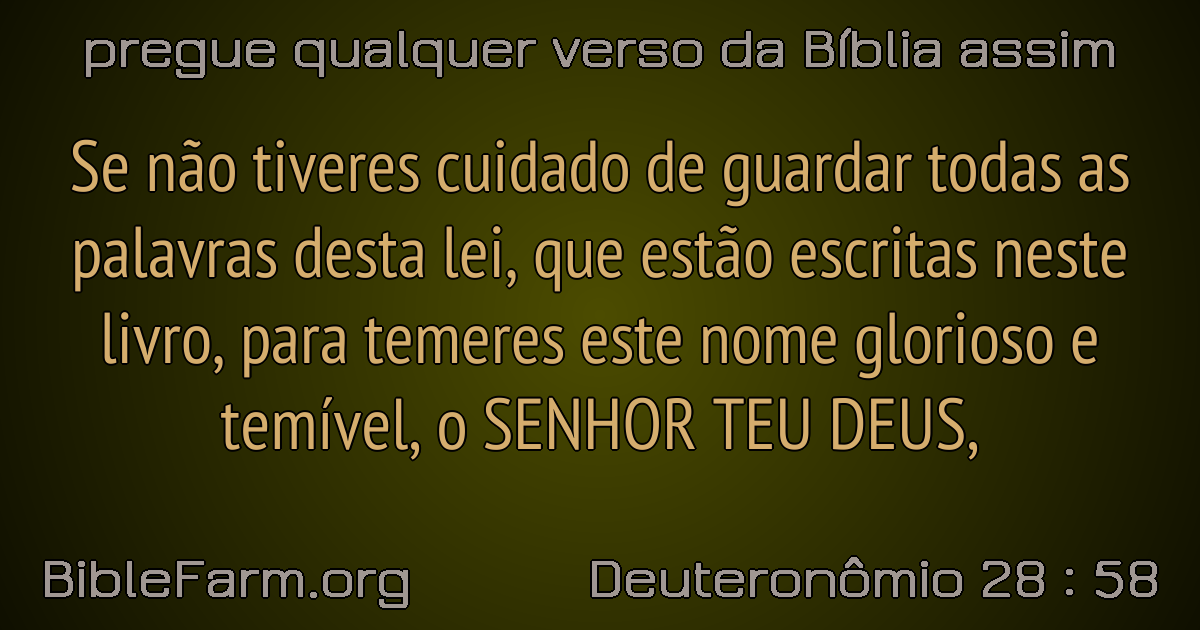 pregue qualquer verso da Bíblia assim
Se não tiveres cuidado de guardar todas as
palavras desta lei, que estão escritas neste
livro, para temeres este nome glorioso e
temível, o SENHOR TEU DEUS,
BibleFarm.org
Deuteronômio 28 : 58